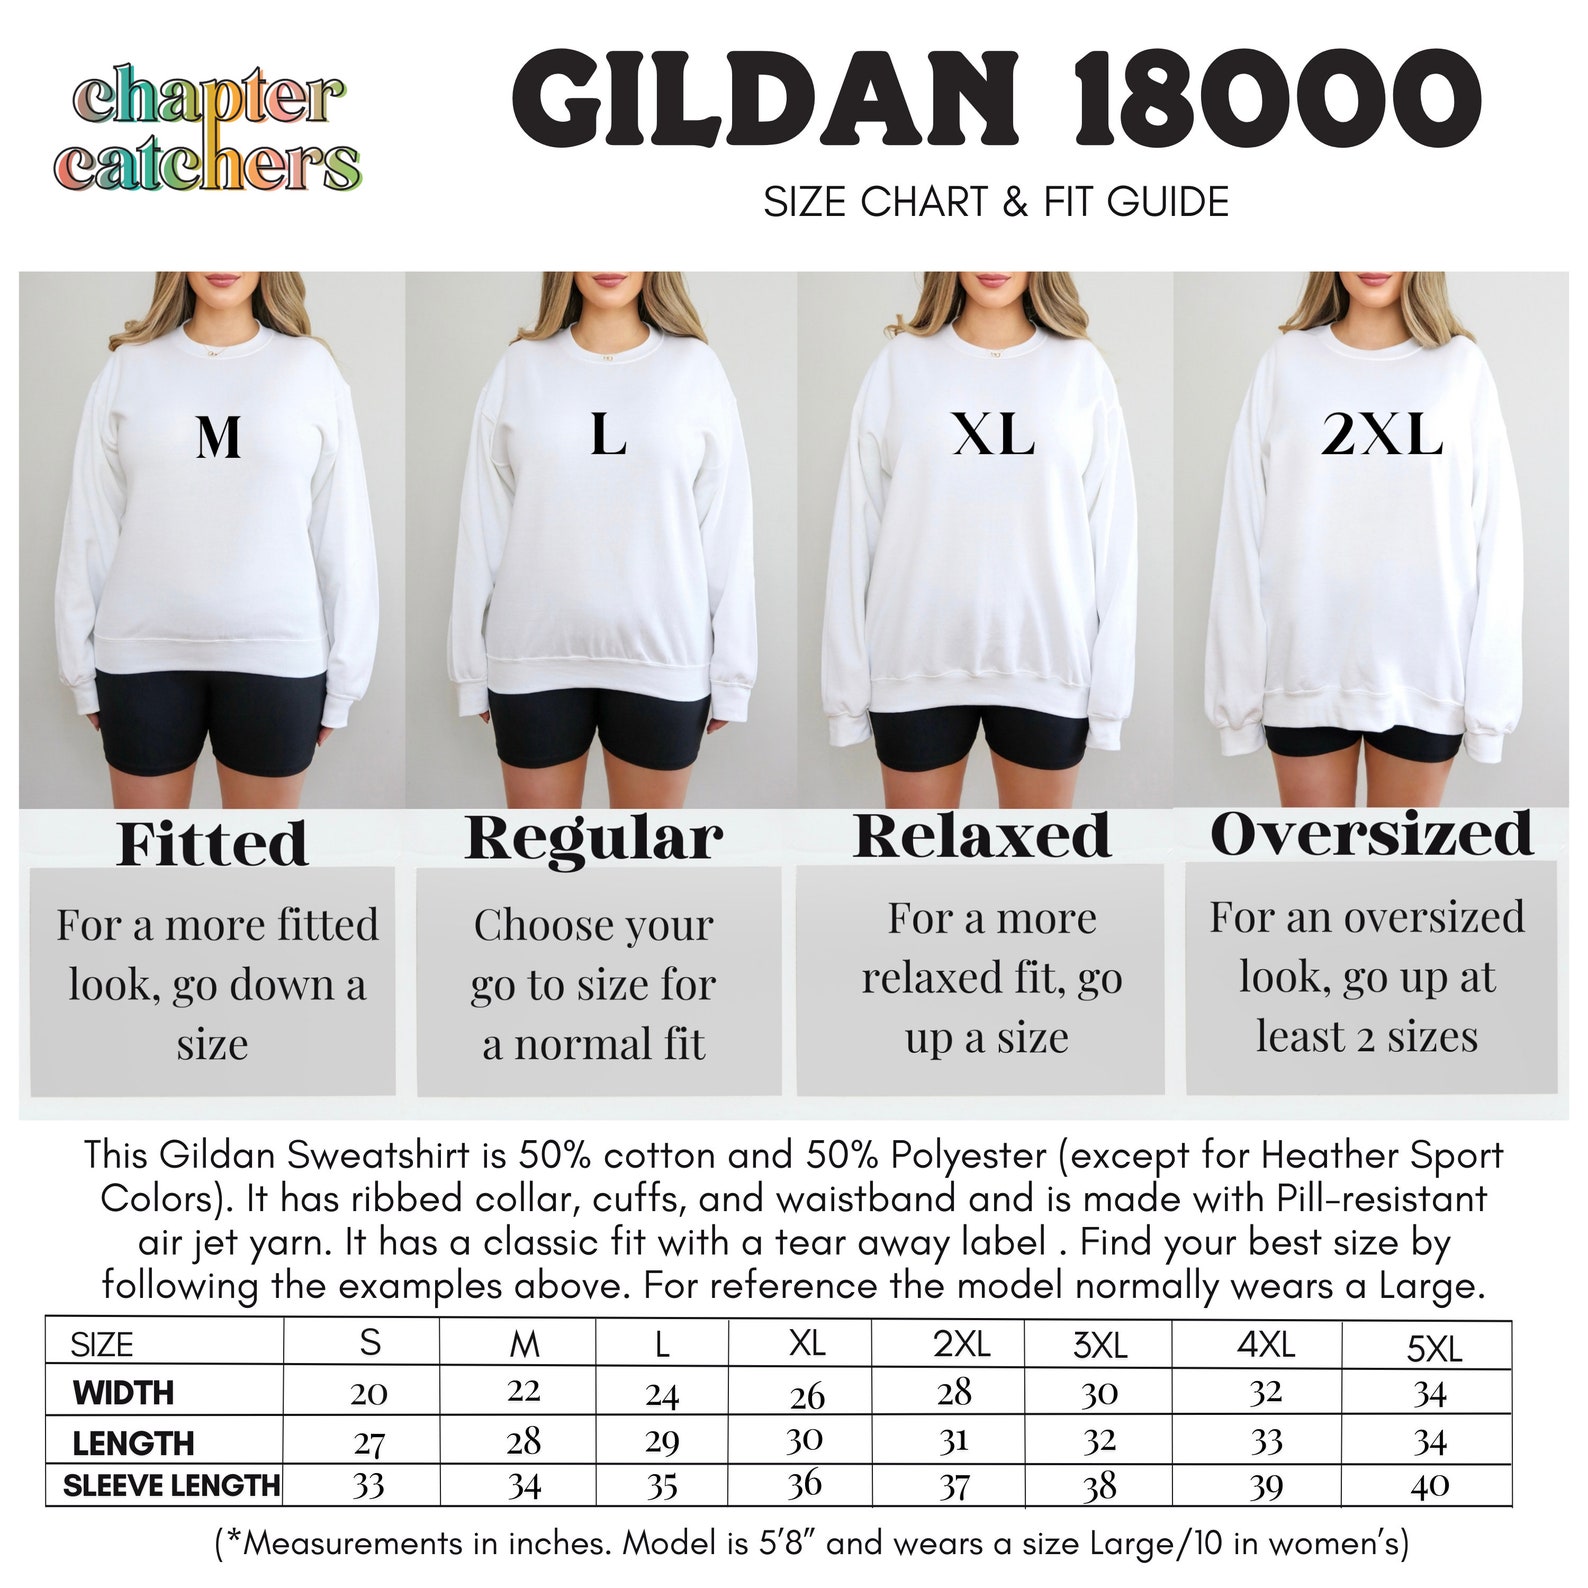 chapter
catchers
GILDAN 18000
SIZE CHART & FIT GUIDE
M
L
XL
2XL
Fitted
For a more fitted
look, go down a
size
Regular
Choose your
go to size for
a normal fit
Relaxed
For a more
relaxed fit, go
up a size
Oversized
For an oversized
look, go up at
least 2 sizes
This Gildan Sweatshirt is 50% cotton and 50% Polyester (except for Heather Sport
Colors). It has ribbed collar, cuffs, and waistband and is made with Pill-resistant
air jet yarn. It has a classic fit with a tear away label . Find your best size by
following the examples above. For reference the model normally wears a Large.
SIZE S M L XL 2XL 3XL 4XL 5XL
WIDTH 20 22 24 26 28 30 32 34
LENGTH 27 28 29 30 31 32 33 34
SLEEVE LENGTH 33 34 35 36 37 38 39 40
(*Measurements in inches. Model is 5’8” and wears a size Large/10 in women’s)